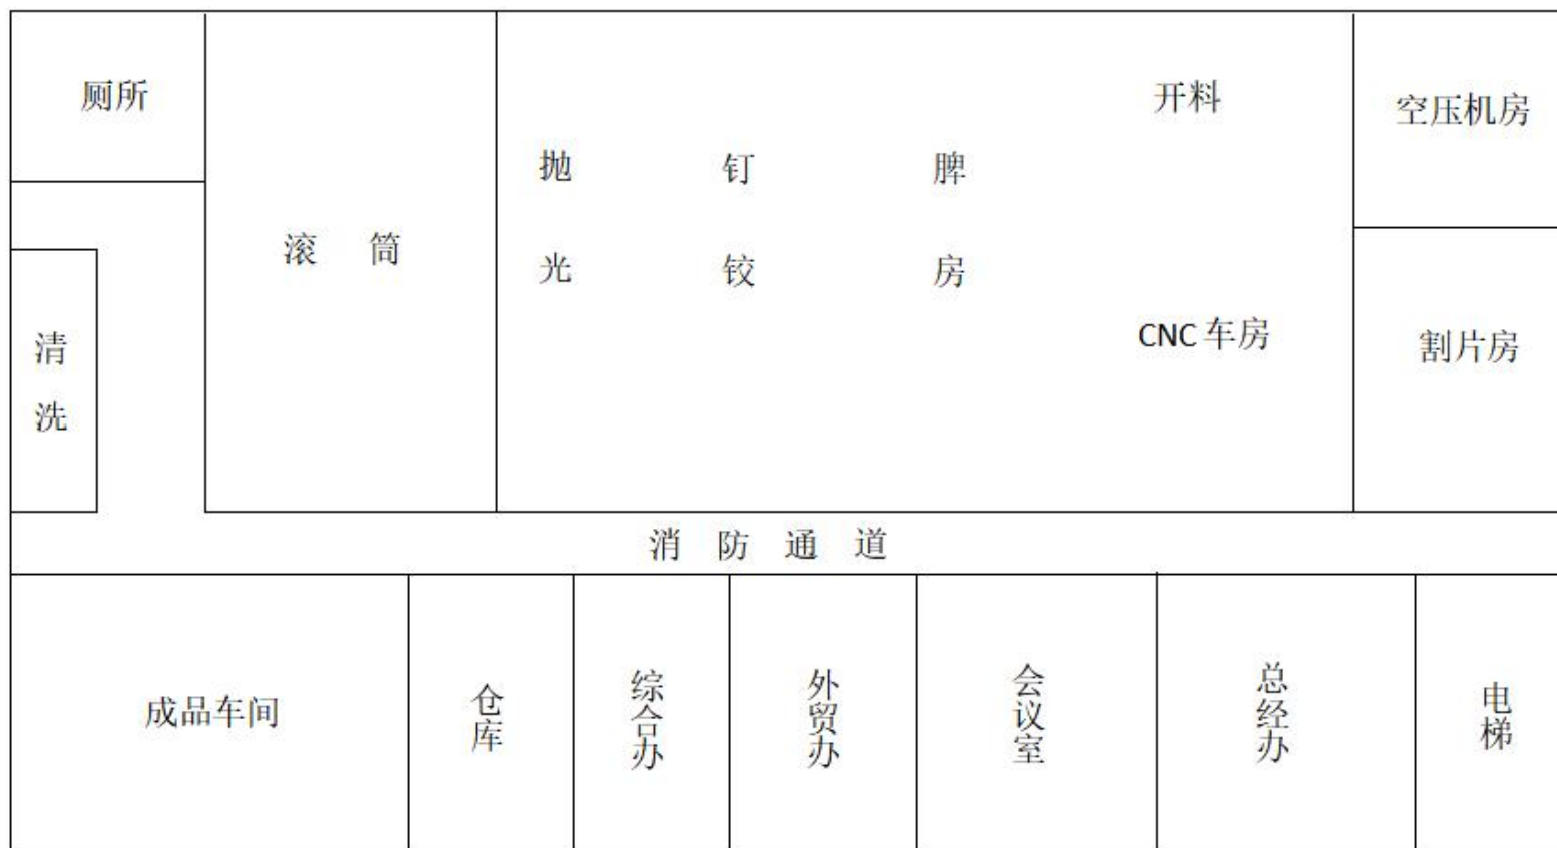 厕所
滚 筒
清
洗
抛
光
钉
铰
脾
房
开料
CNC 车房
空压机房
割片房
消 防 通 道
成品车间
仓库
综合办
外贸办
会议室
总经办
电梯